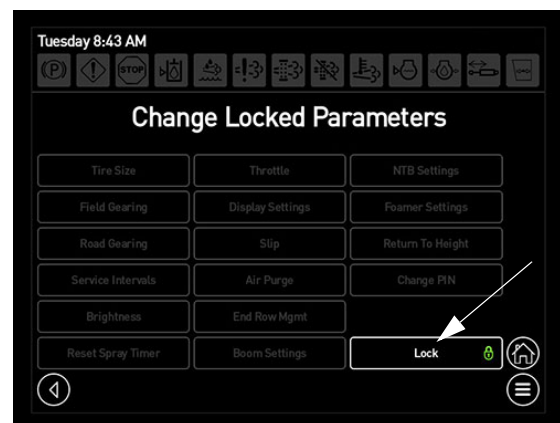 Tuesday 8:43 AM
P STOP
Change Locked Parameters
Tire Size Throttle NTB Settings
Field Gearing Display Settings Foamer Settings
Road Gearing Slip Return To Height
Service Intervals Air Purge Change PIN
Brightness End Row Mgmt
Reset Spray Timer Boom Settings Lock